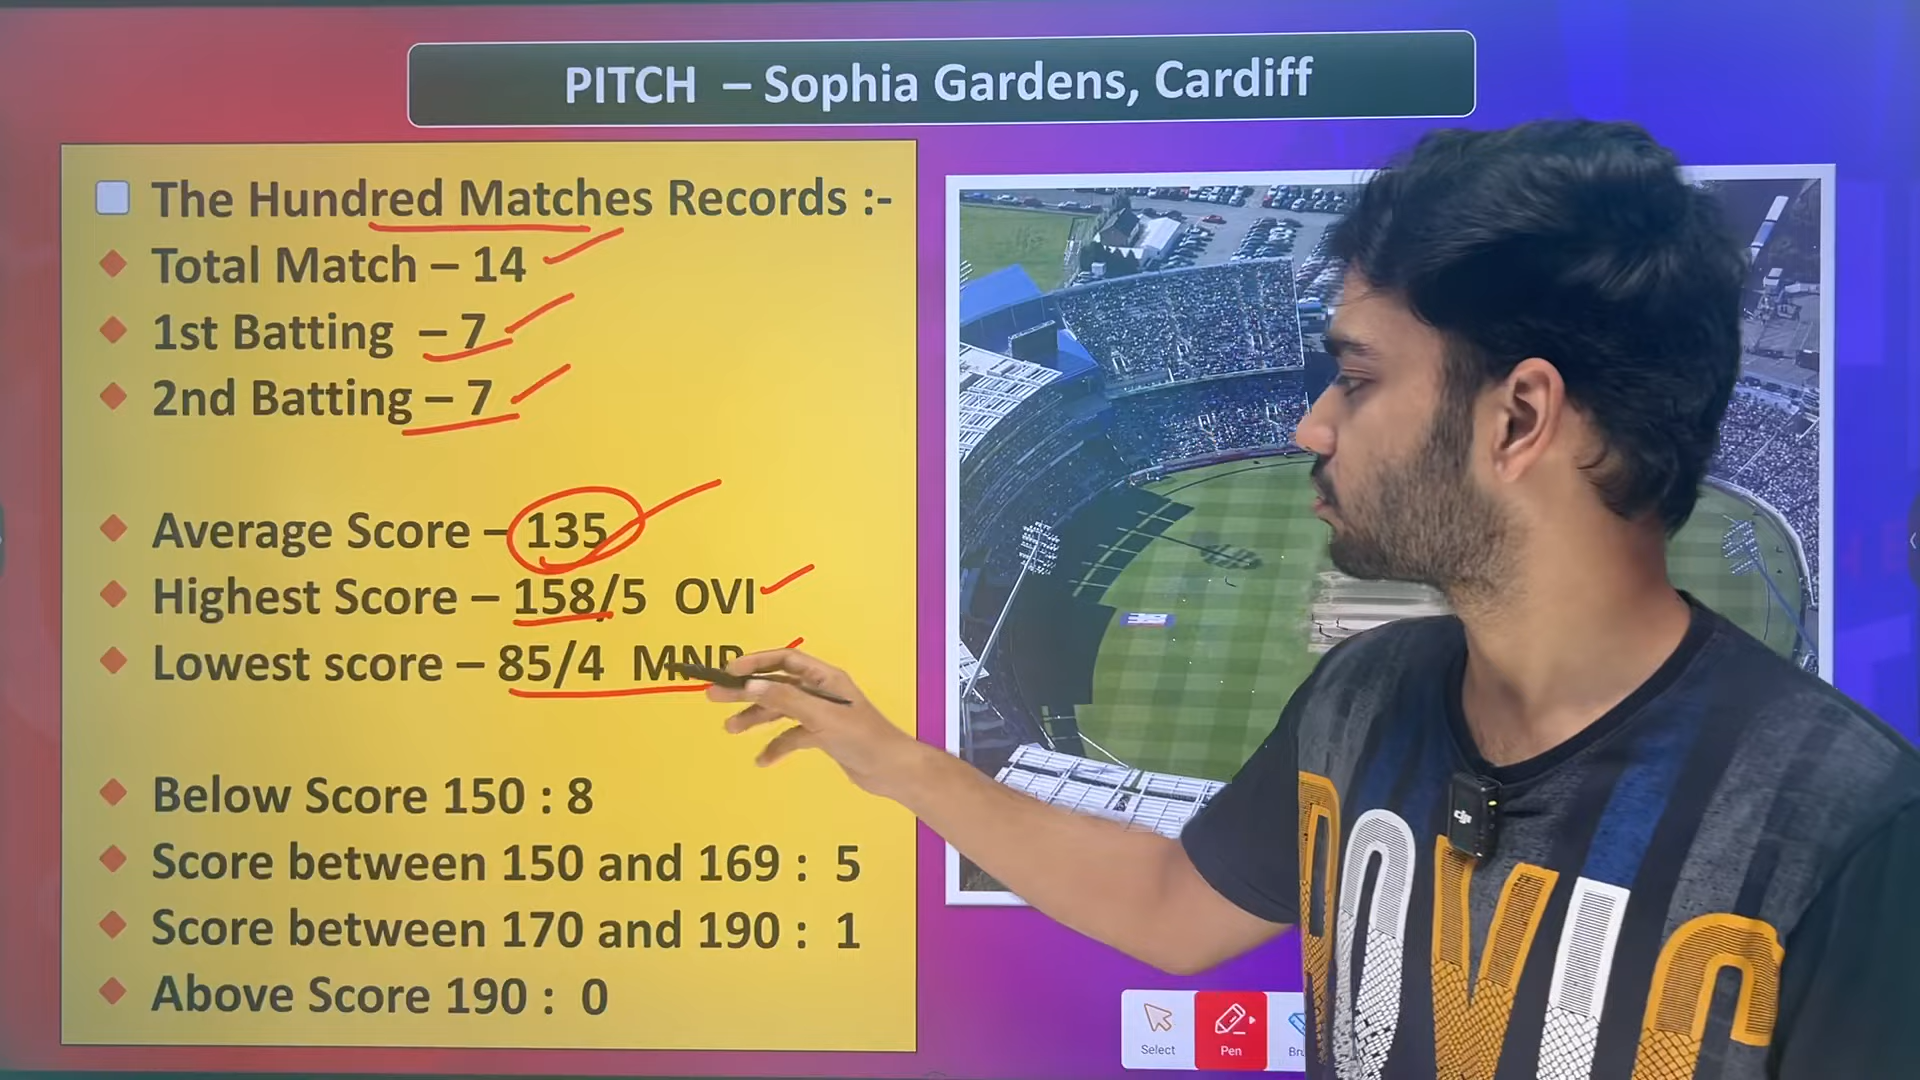 PITCH – Sophia Gardens, Cardiff
The Hundred Matches Records :-
Total Match – 14
1st Batting – 7
2nd Batting – 7
Average Score – 135
Highest Score – 158/5 OVI
Lowest score – 85/4 MNR
Below Score 150 : 8
Score between 150 and 169 : 5
Score between 170 and 190 : 1
Above Score 190 : 0
Select
Pen
dji